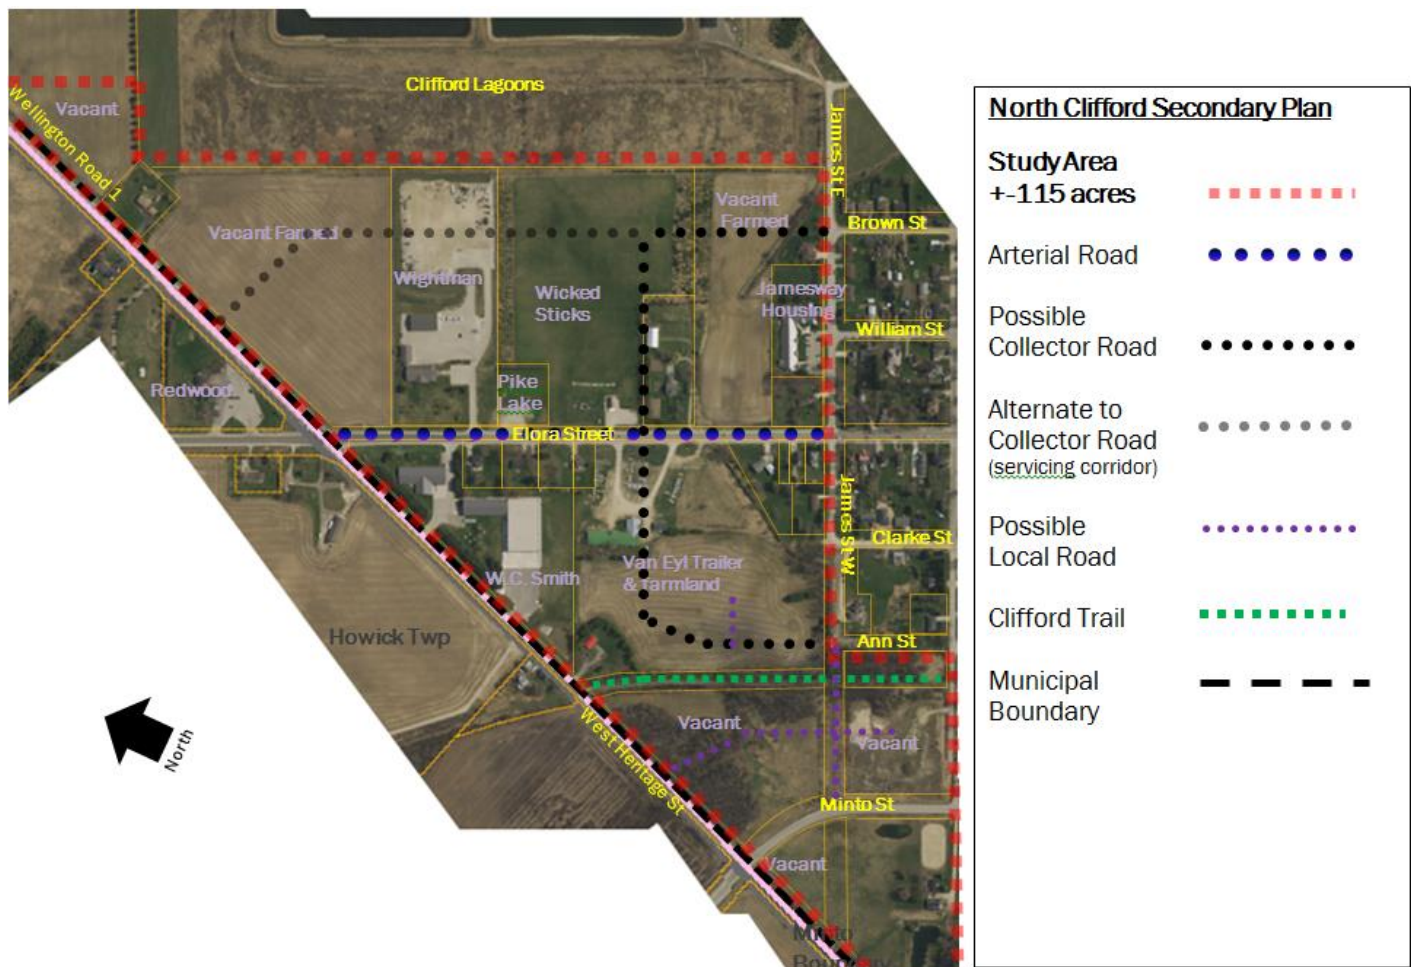 Clifford Lagoons
Vacant
Wellington Road 1
James St E
Vacant
Farmed
Brown St
Vacant Farmed
Wightman
Wicked
Sticks
Jamesway
Housing
William St
Redwood
Pike
Lake
Elora Street
James St W
Clarke St
Van Eyl Trailer
& farmland
W.C. Smith
Howick Twp
Ann St
North
West Heritage St
Vacant
Vacant
Minto St
Vacant
Minto
Boundary
North Clifford Secondary Plan
Study Area
+-115 acres
Arterial Road
Possible
Collector Road
Alternate to
Collector Road
(servicing corridor)
Possible
Local Road
Clifford Trail
Municipal
Boundary